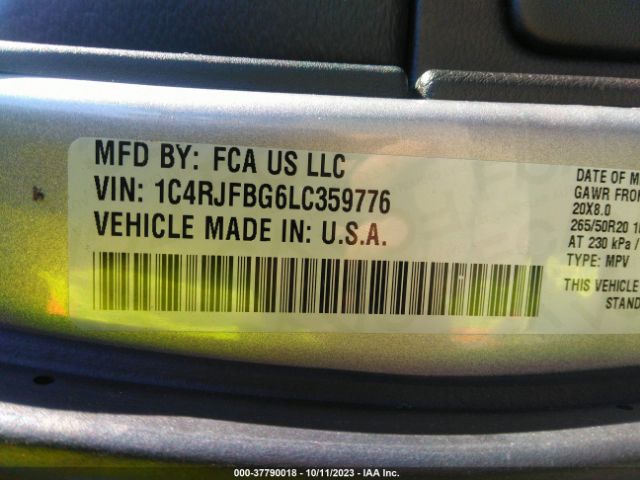 MFD BY: FCA US LLC
VIN: 1C4RJFBG6LC359776
VEHICLE MADE IN: U.S.A.
DATE OF M
GAWR FRON
20X8.0
265/50R20
AT 230 kPa /
TYPE: MPV
THIS VEHICLE
STAND
000-37790018 - 10/11/2023 - IAA Inc.